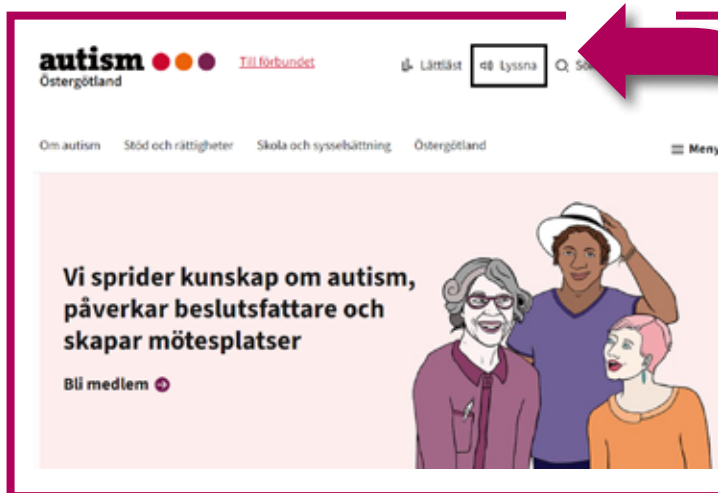 autism
Östergötland
Till förbundet
Lättläst
Lyssna
Om autism
Stöd och rättigheter
Skola och sysselsättning
Östergötland
Meny
Vi sprider kunskap om autism,
påverkar beslutsfattare och
skapar mötesplatser
Bli medlem